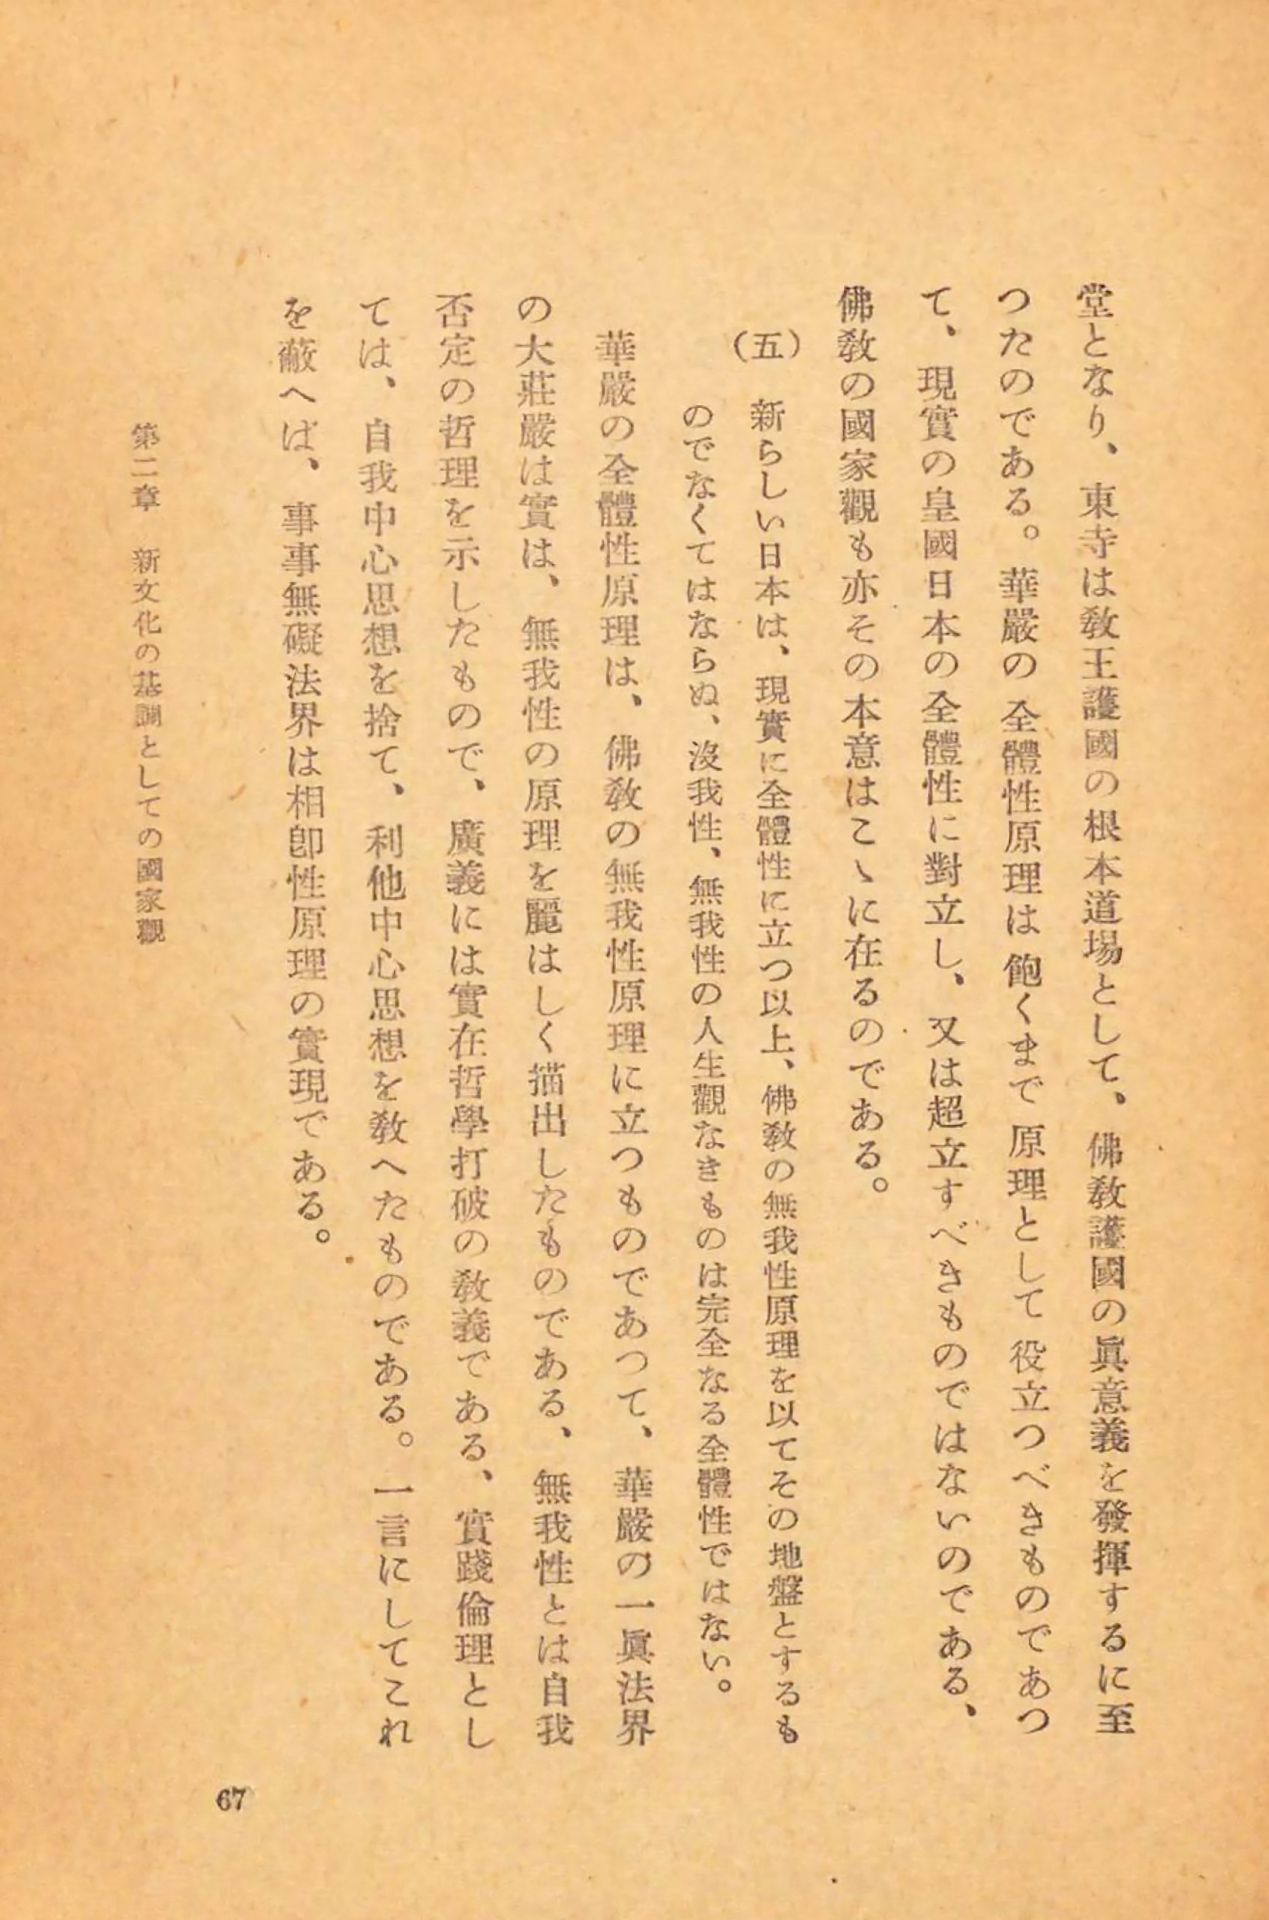 堂となり、東寺は敎王護國の根本道場として、佛敎護國の眞意義を發揮するに至
つたのである。華嚴の全體性原理は飽くまで原理として役立つべきものであつ
て、現實の皇國日本の全體性に對立し、又は超立すべきものではないのである、
佛敎の國家觀も亦その本意はこゝに在るのである。
（五）　新らしい日本は、現實に全體性に立つ以上、佛敎の無我性原理を以てその地盤とするも
のでなくてはならぬ、沒我性、無我性の人生觀なきものは完全なる全體性ではない。
華嚴の全體性原理は、佛敎の無我性原理に立つものであつて、華嚴の一眞法界
の大莊嚴は實は、無我性の原理を麗はしく描出したものである、無我性とは自我
否定の哲理を示したもので、廣義には實在哲學打破の敎義である、實踐倫理とし
ては、自我中心思想を捨て、利他中心思想を敎へたものである。一言にしてこれ
を蔽へば、事事無礙法界は相卽性原理の實現である。
第二章　新文化の基調としての國家觀
67